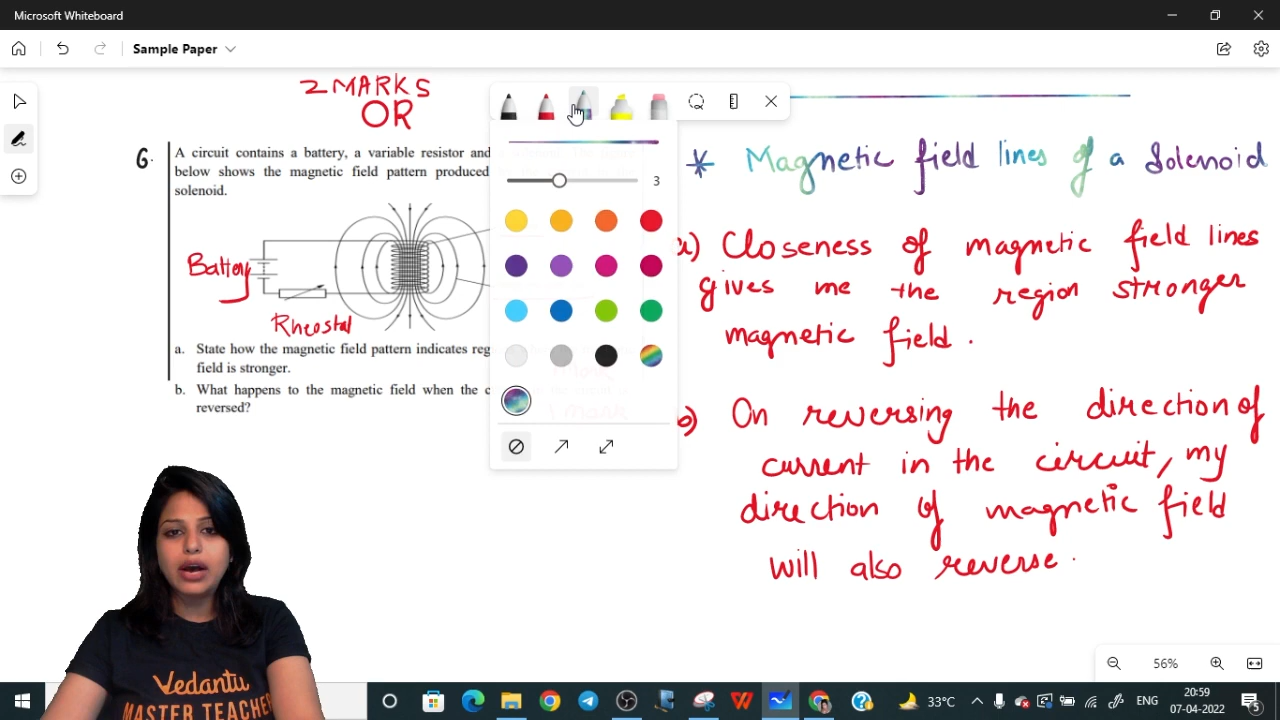 Microsoft Whiteboard
Sample Paper
2 MARKS
OR
6.
A circuit contains a battery, a variable resistor and
below shows the magnetic field pattern produced
solenoid.
Battery
Rheostat
a. State how the magnetic field pattern indicates reg
field is stronger.
b. What happens to the magnetic field when the c
reversed?
3
* Magnetic field lines of a Solenoid
a) Closeness of magnetic field lines
gives me the region stronger
magnetic field.
b) On reversing the direction of
current in the circuit, my
direction of magnetic field
will also reverse.
Vedantu
MASTER TEACHER
56%
33°C
ENG
20:59
07-04-2022
5